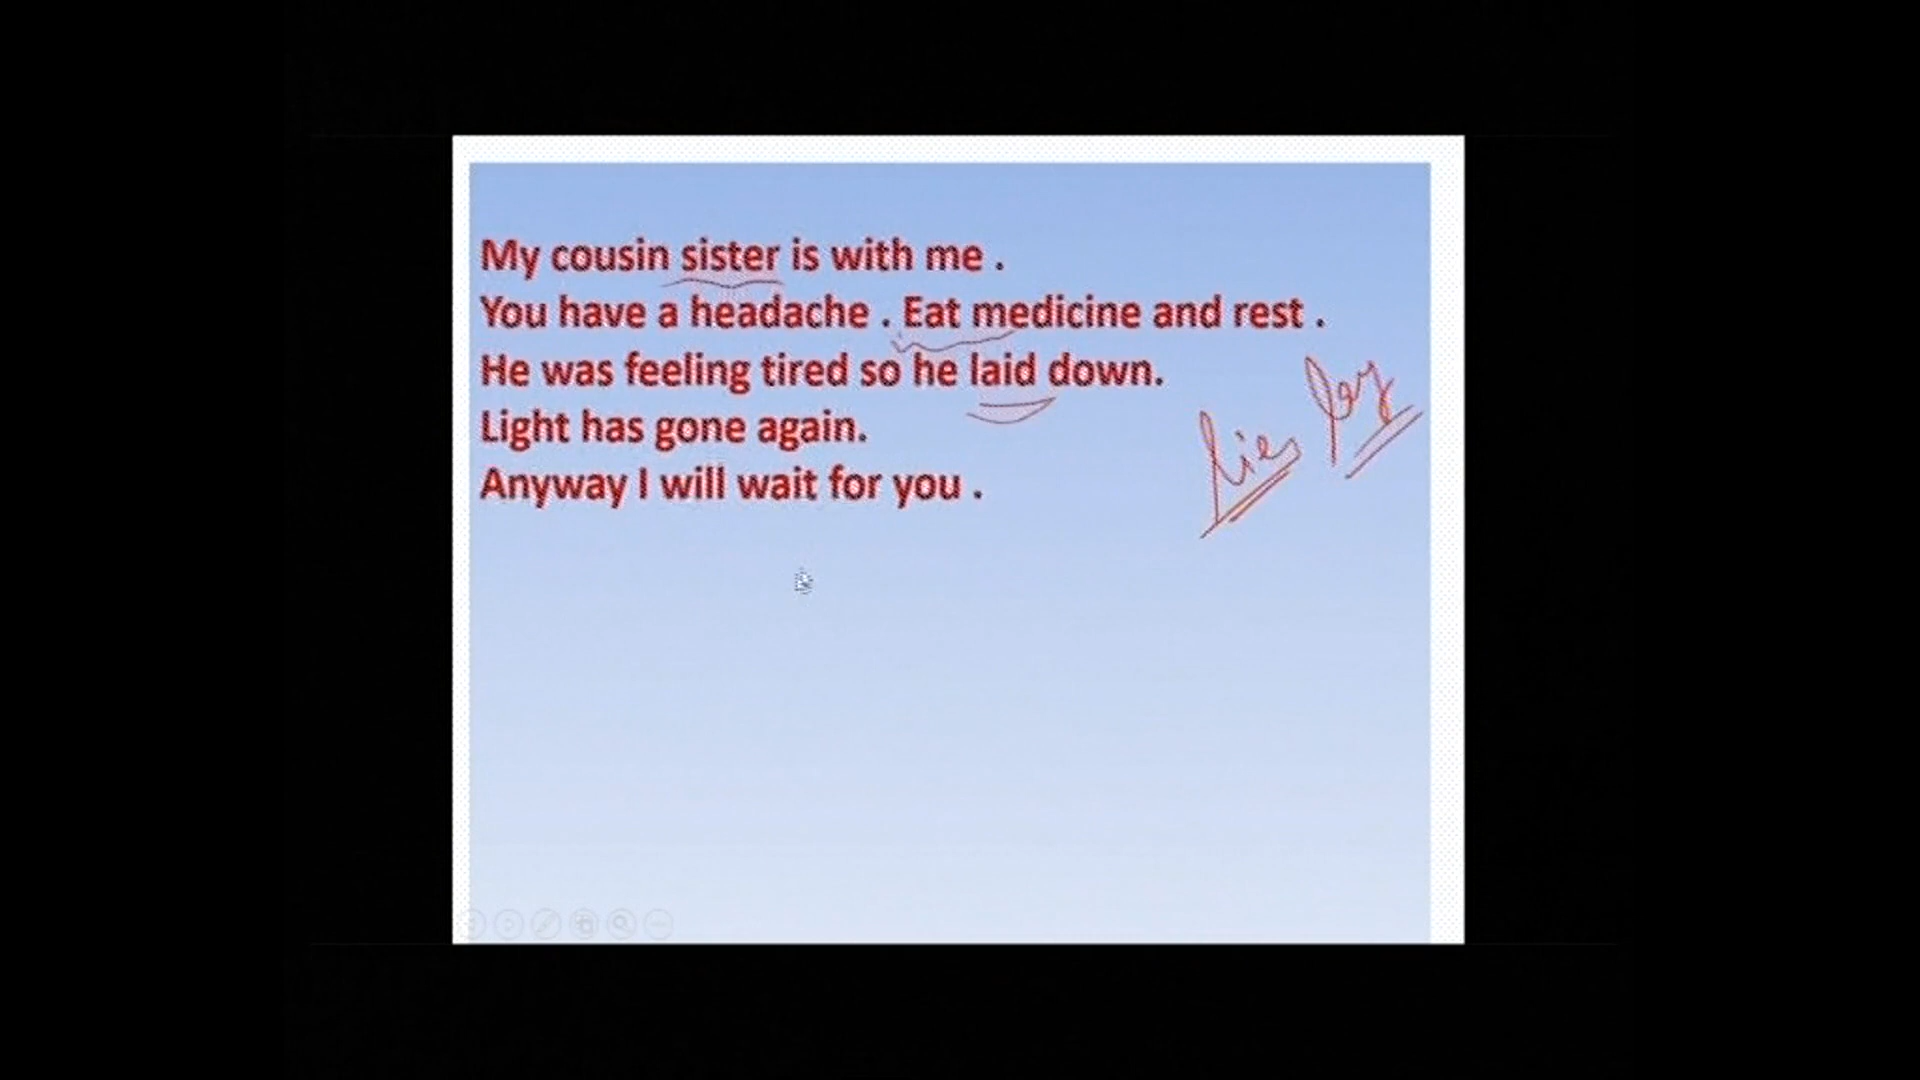 My cousin sister is with me .
You have a headache . Eat medicine and rest .
He was feeling tired so he laid down.
Light has gone again.
Anyway I will wait for you .
lie, lay